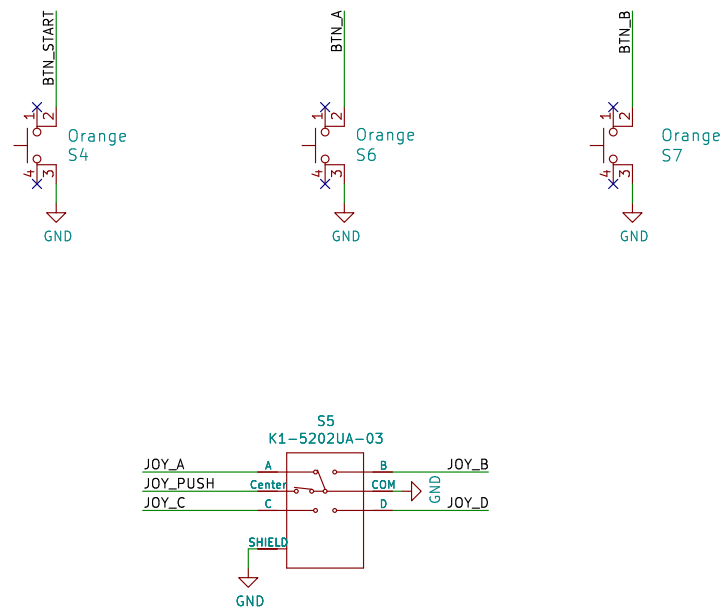 BTN_START
BTN_A
BTN_B
1
2
1
2
1
2
Orange
S4
Orange
S6
Orange
S7
4
3
4
3
4
3
GND
GND
GND
S5
K1-5202UA-03
JOY_A
A
B
JOY_B
JOY_PUSH
Center
COM
GND
JOY_C
C
D
JOY_D
SHIELD
GND